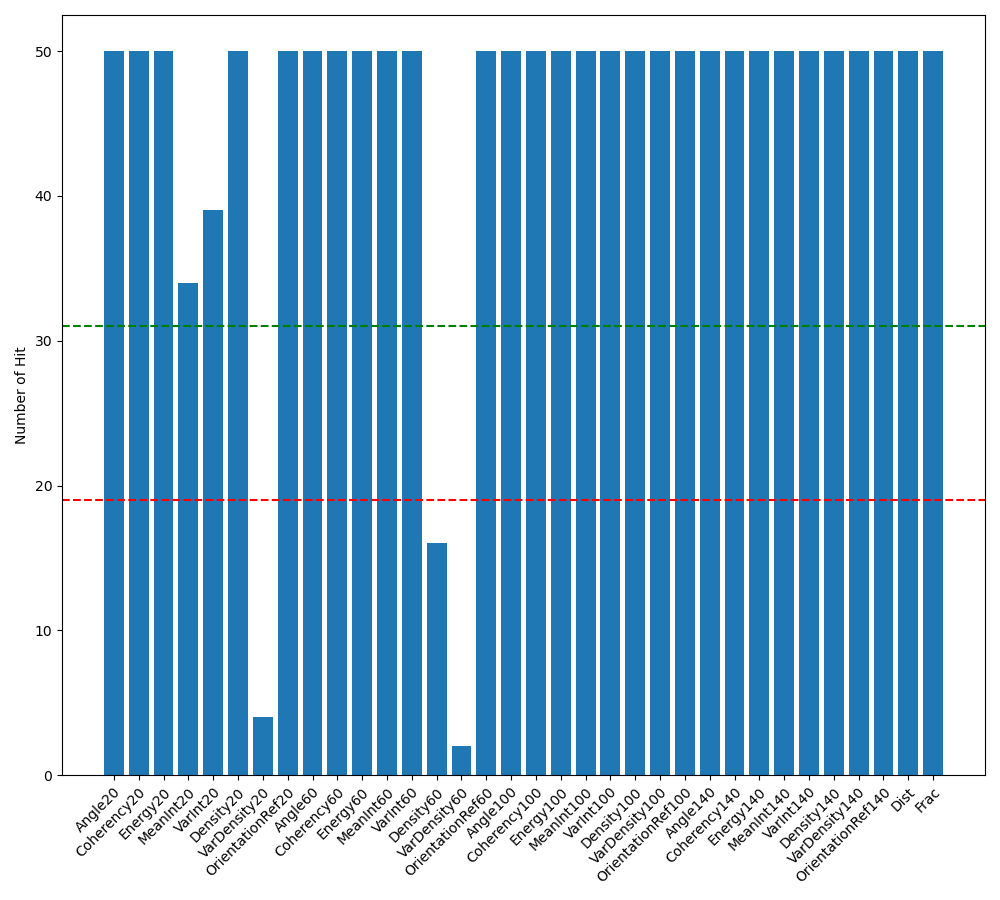 50
40
30
20
10
0
Number of Hit
Angle20
Coherency20
Energy20
MeanInt20
VarInt20
Density20
VarDensity20
OrientationRef20
Angle60
Coherency60
Energy60
MeanInt60
VarInt60
Density60
VarDensity60
OrientationRef60
Angle100
Coherency100
Energy100
MeanInt100
VarInt100
Density100
VarDensity100
OrientationRef100
Angle140
Coherency140
Energy140
MeanInt140
VarInt140
Density140
VarDensity140
OrientationRef140
Dist
Frac